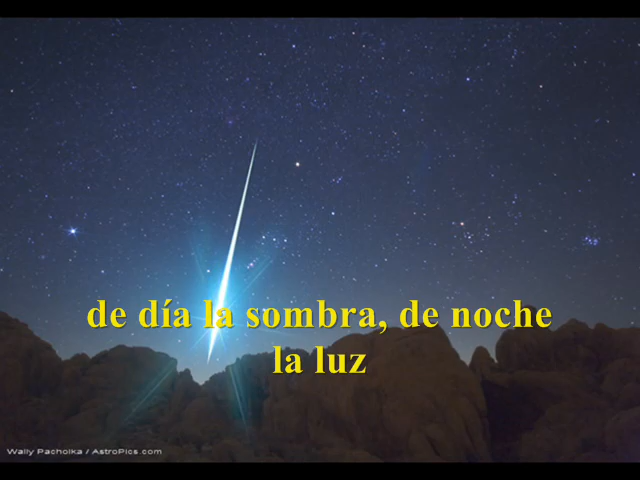 de día la sombra, de noche
la luz
Wally Pacholka / AstroPics.com